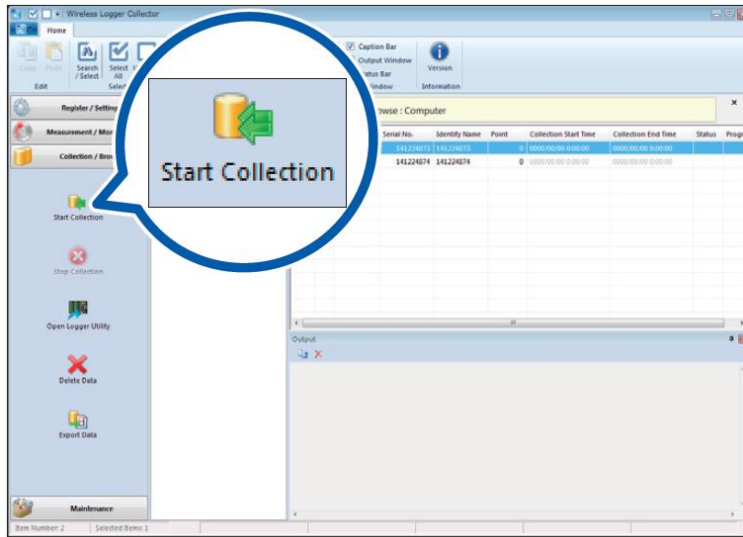 Wireless Logger Collector
Home
Copy
Paste
Search
/ Select
Select
All
Edit
Caption Bar
Output Window
Status Bar
Version
Information
Register / Setting
Collection / Brow
Start Collection
Stop Collection
Open Logger Utility
Delete Data
Export Data
Maintenance
Start Collection
owse : Computer
Serial No. Identify Name Point Collection Start Time Collection End Time Status Progr
141224873 141224873 0 0000/00/00 0:00:00 0000/00/00 0:00:00
141224874 141224874 0 0000/00/00 0:00:00 0000/00/00 0:00:00
Output
Item Number: 2 Selected Items: 1